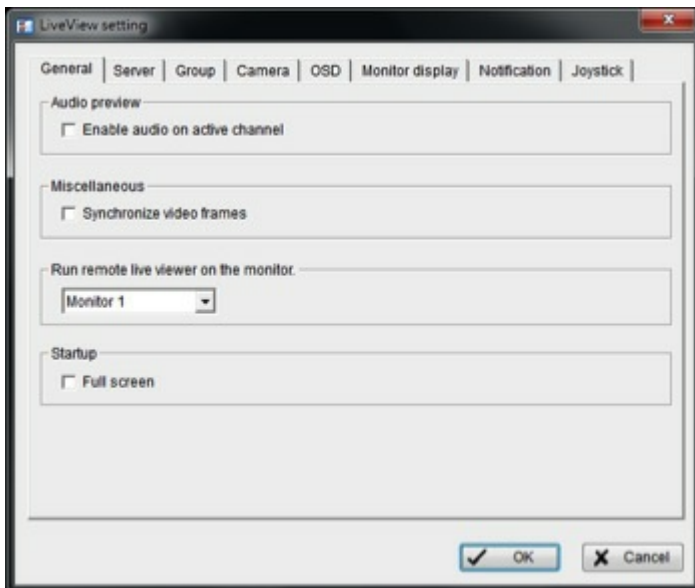 LiveView setting
General Server Group Camera OSD Monitor display Notification Joystick
Audio preview
Enable audio on active channel
Miscellaneous
Synchronize video frames
Run remote live viewer on the monitor.
Monitor 1
Startup
Full screen
OK Cancel